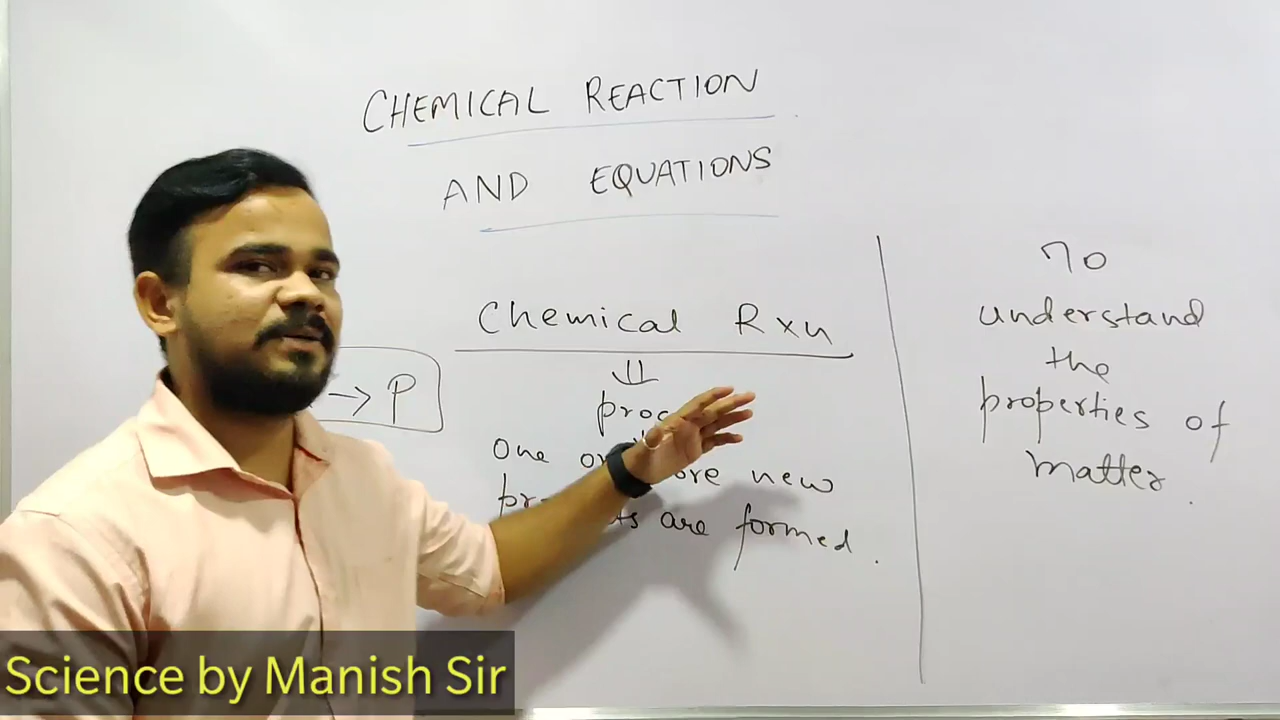 CHEMICAL REACTION
AND EQUATIONS
Chemical Rxn
⇓
→ P
One more new
are formed.
To
understand
the
properties of
matter.
Science by Manish Sir